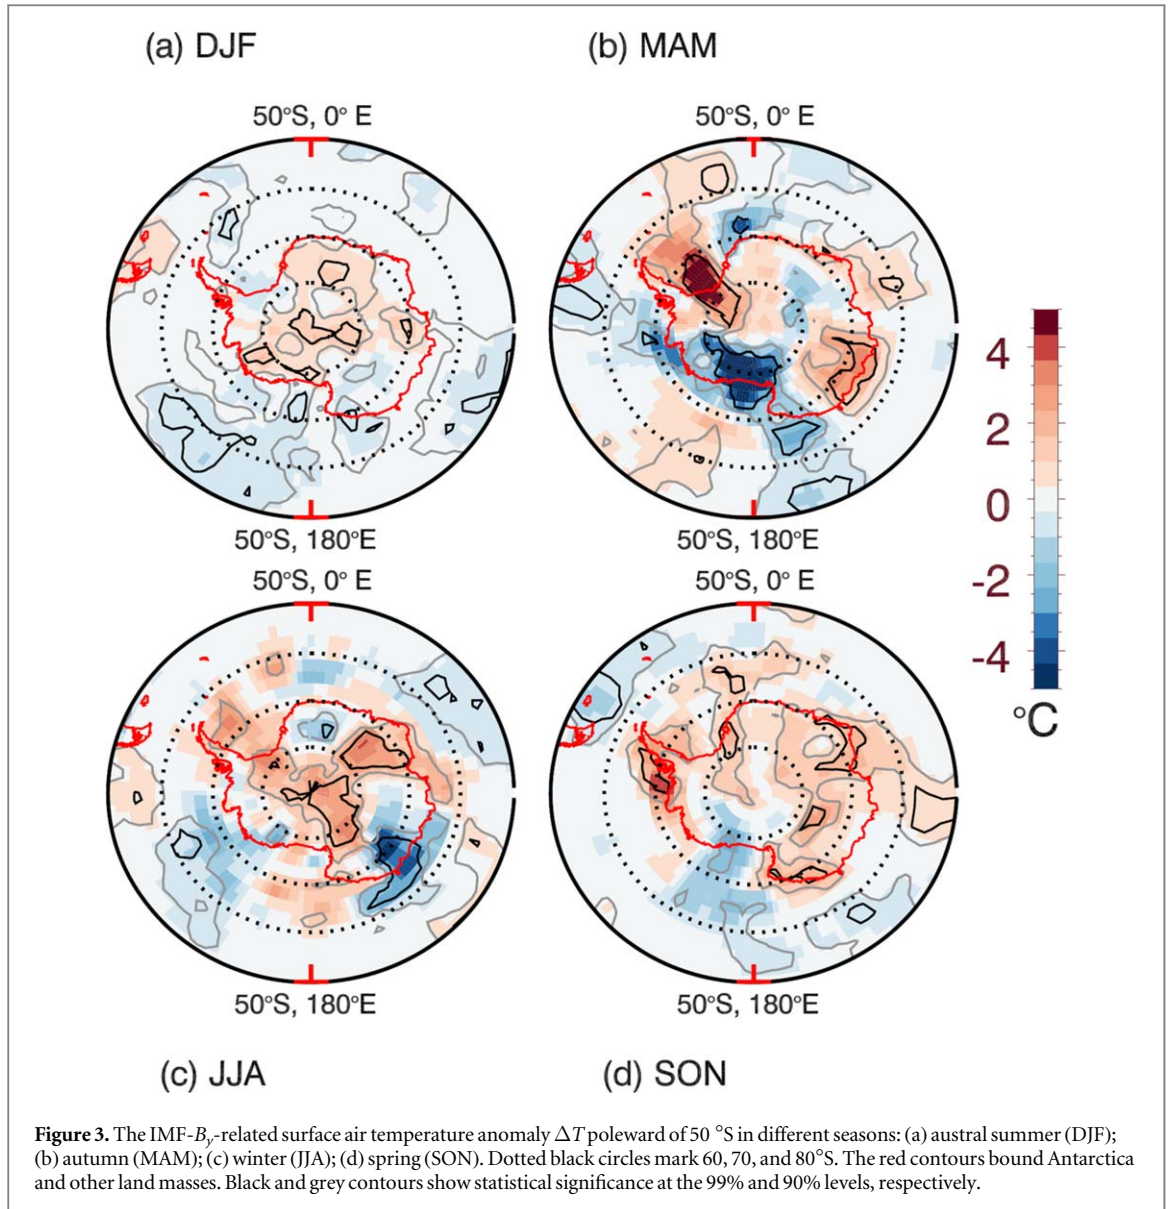 (a) DJF
(b) MAM
50°S, 0° E
50°S, 0° E
4
2
0
-2
-4
°C
50°S, 180°E
50°S, 180°E
50°S, 0° E
50°S, 0° E
50°S, 180°E
50°S, 180°E
(c) JJA
(d) SON
Figure 3. The IMF-By-related surface air temperature anomaly ΔT poleward of 50 °S in different seasons: (a) austral summer (DJF);
(b) autumn (MAM); (c) winter (JJA); (d) spring (SON). Dotted black circles mark 60, 70, and 80°S. The red contours bound Antarctica
and other land masses. Black and grey contours show statistical significance at the 99% and 90% levels, respectively.